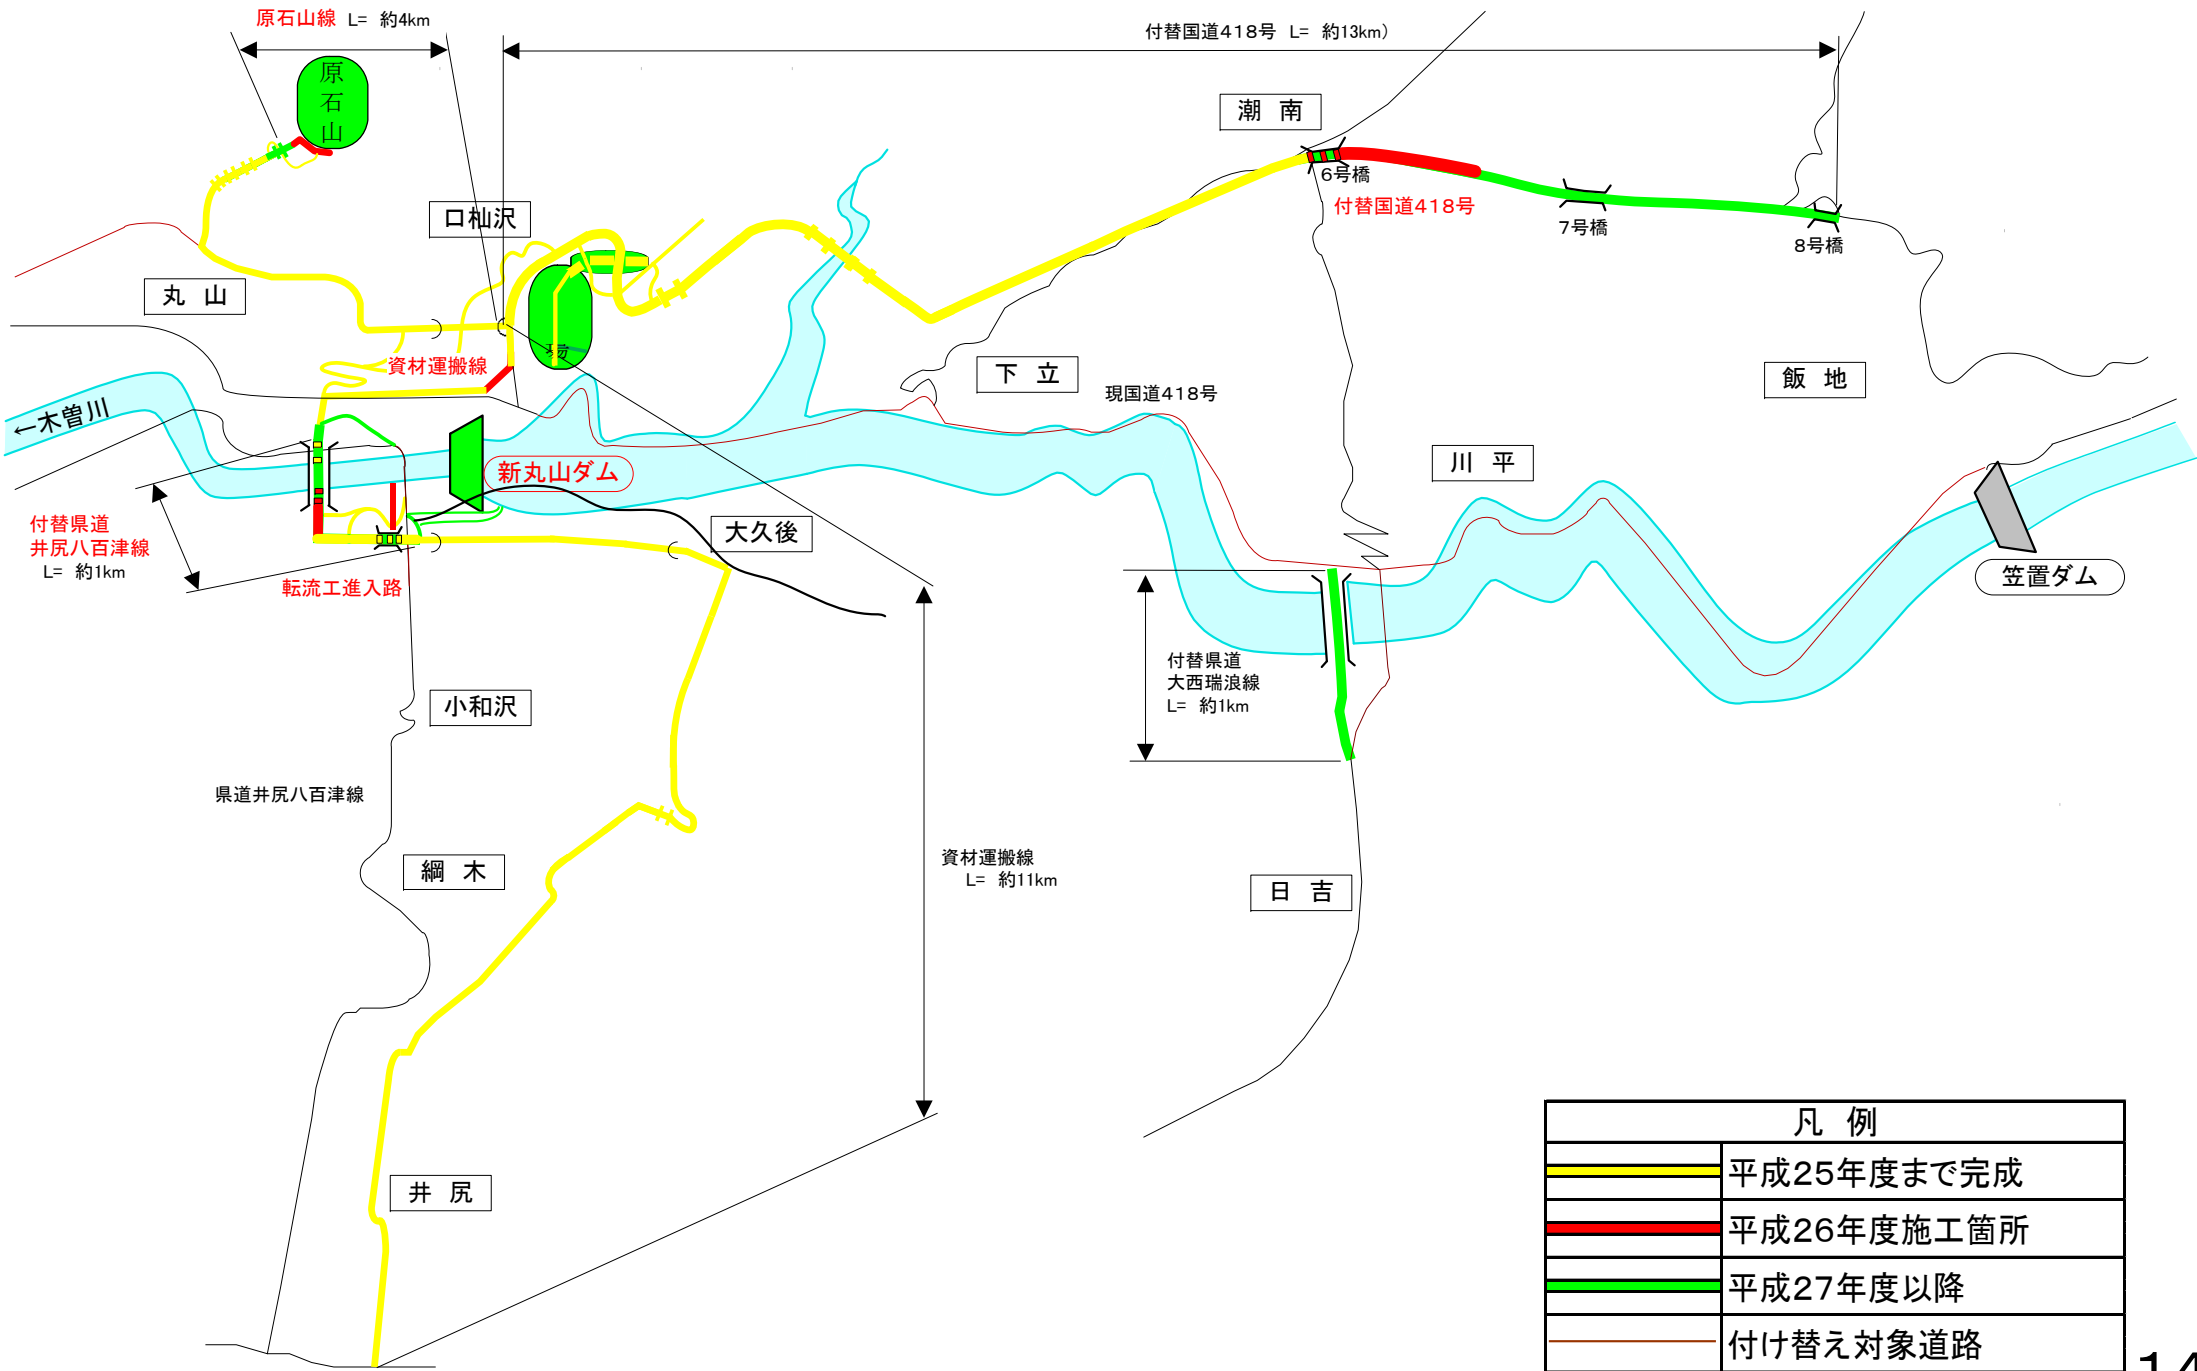 原石山線 L= 約4km
付替国道418号 L= 約13km)
原
石
山
潮 南
6号橋
付替国道418号
7号橋
8号橋
口杣沢
丸 山
資材運搬線
場
下 立
現国道418号
飯 地
←木曽川
新丸山ダム
川 平
大久後
付替県道
井尻八百津線
L= 約1km
転流工進入路
笠置ダム
付替県道
大西瑞浪線
L= 約1km
小和沢
県道井尻八百津線
綱 木
資材運搬線
L= 約11km
日 吉
井 尻
凡 例
平成25年度まで完成
平成26年度施工箇所
平成27年度以降
付け替え対象道路
14